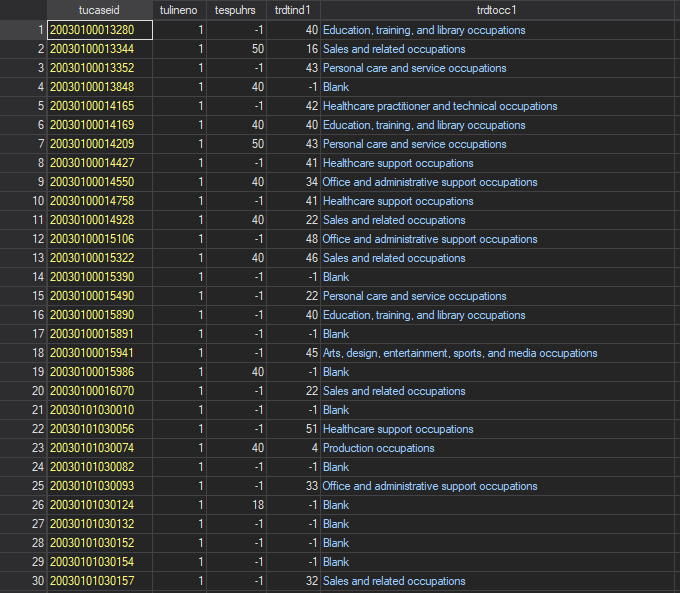 tucaseid tulineno tespuhrs trdtind1 trdtocc1
1 20030100013280 1 -1 40 Education, training, and library occupations
2 20030100013344 1 50 16 Sales and related occupations
3 20030100013352 1 -1 43 Personal care and service occupations
4 20030100013848 1 40 -1 Blank
5 20030100014165 1 -1 42 Healthcare practitioner and technical occupations
6 20030100014169 1 40 40 Education, training, and library occupations
7 20030100014209 1 50 43 Personal care and service occupations
8 20030100014427 1 -1 41 Healthcare support occupations
9 20030100014550 1 40 34 Office and administrative support occupations
10 20030100014758 1 -1 41 Healthcare support occupations
11 20030100014928 1 40 22 Sales and related occupations
12 20030100015106 1 -1 48 Office and administrative support occupations
13 20030100015322 1 40 46 Sales and related occupations
14 20030100015390 1 -1 -1 Blank
15 20030100015490 1 -1 22 Personal care and service occupations
16 20030100015890 1 -1 40 Education, training, and library occupations
17 20030100015891 1 -1 -1 Blank
18 20030100015941 1 -1 45 Arts, design, entertainment, sports, and media occupations
19 20030100015986 1 40 -1 Blank
20 20030100016070 1 -1 22 Sales and related occupations
21 20030101030010 1 -1 -1 Blank
22 20030101030056 1 -1 51 Healthcare support occupations
23 20030101030074 1 40 4 Production occupations
24 20030101030082 1 -1 -1 Blank
25 20030101030093 1 -1 33 Office and administrative support occupations
26 20030101030124 1 18 -1 Blank
27 20030101030132 1 -1 -1 Blank
28 20030101030152 1 -1 -1 Blank
29 20030101030154 1 -1 -1 Blank
30 20030101030157 1 -1 32 Sales and related occupations